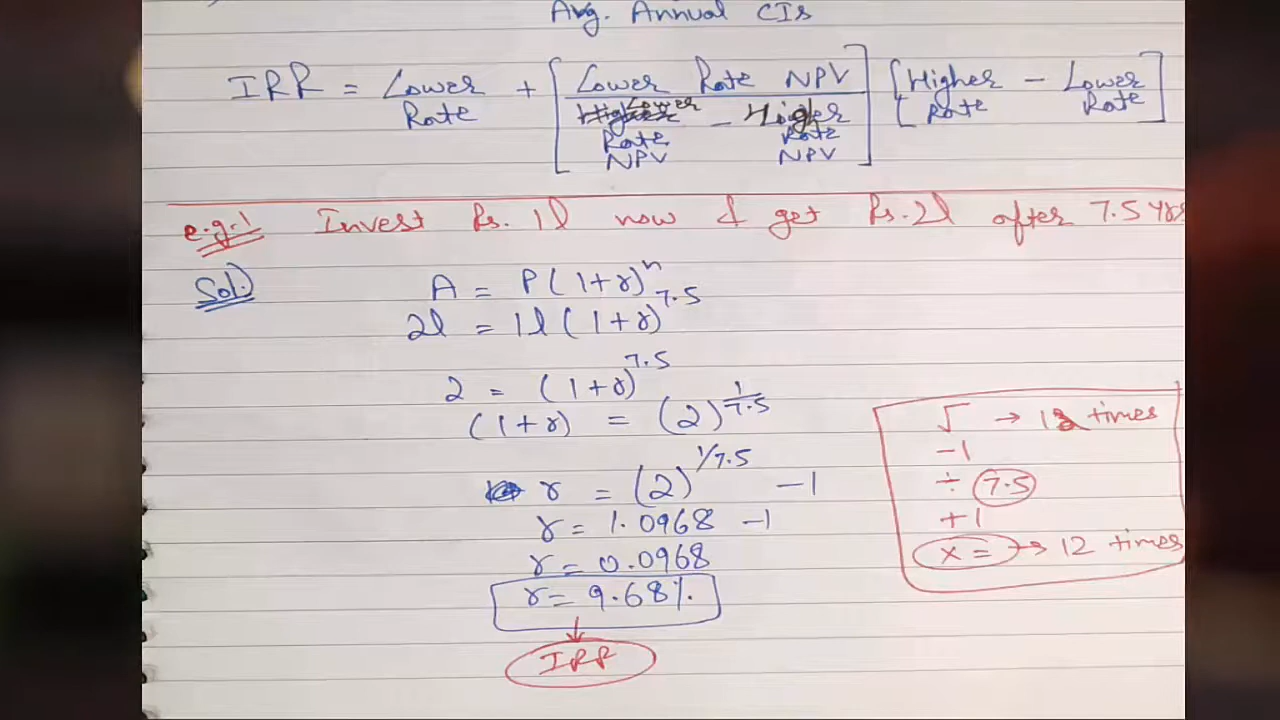 Avg. Annual CIs
IRR = Lower Rate + [Lower Rate NPV / Lower Rate NPV - Higher Rate NPV] [Higher Rate - Lower Rate]
e.g.1 Invest Rs. 1l now & get Rs. 2l after 7.5 yrs
Sol:)
A = P(1+r)^n
2l = 1l(1+r)^7.5
2 = (1+r)^7.5
(1+r) = (2)^1/7.5
r = (2)^1/7.5 -1
r = 1.0968 -1
r = 0.0968
r = 9.68%.
IRR
√ → 12 times
-1
÷ 7.5
+1
x = → 12 times